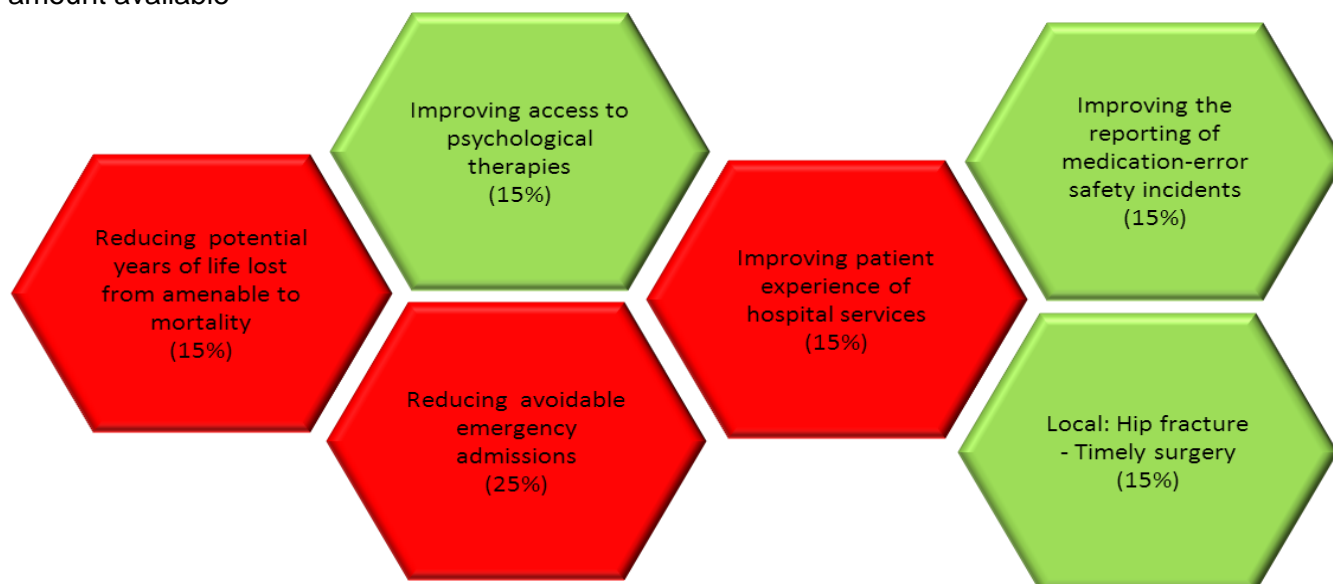 amount available
Improving access to
psychological
therapies
(15%)
Improving the
reporting of
medication-error
safety incidents
(15%)
Reducing potential
years of life lost
from amenable to
mortality
(15%)
Improving patient
experience of
hospital services
(15%)
Reducing avoidable
emergency
admissions
(25%)
Local: Hip fracture
- Timely surgery
(15%)